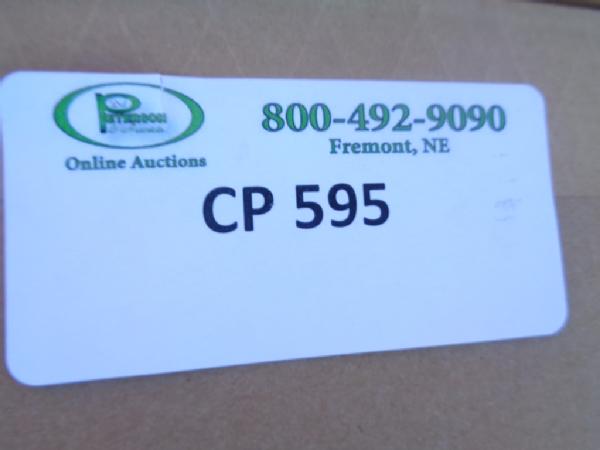 800-492-9090
Online Auctions
Fremont, NE
CP 595